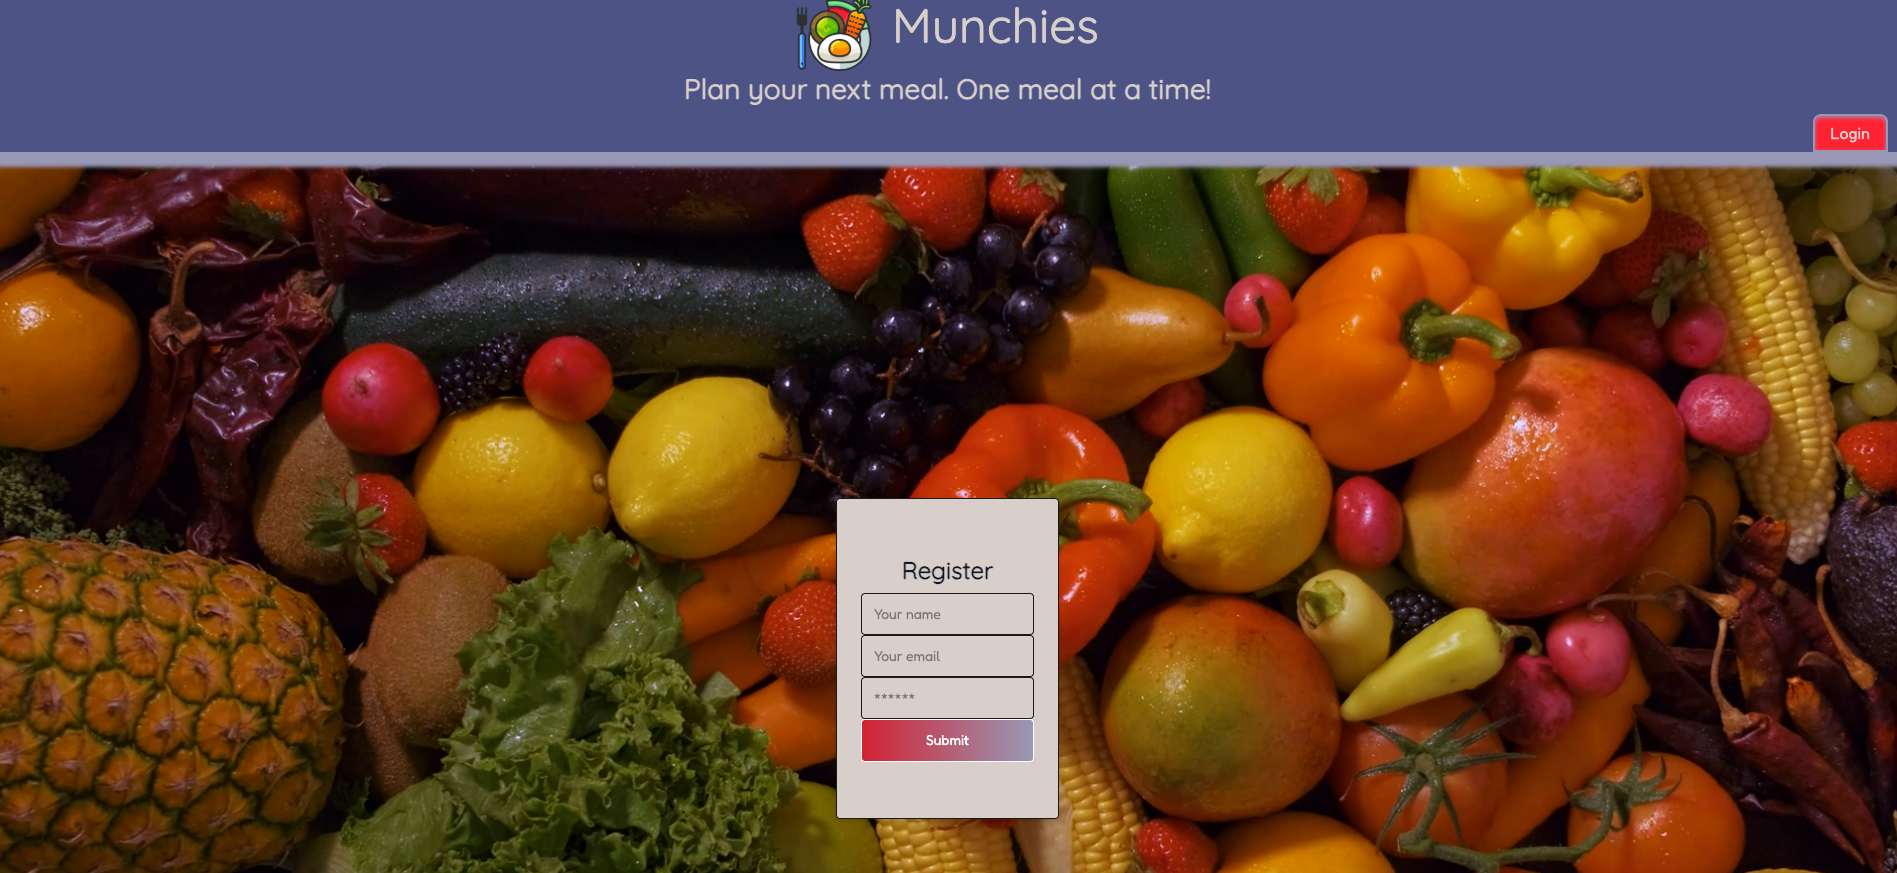 Munchies
Plan your next meal. One meal at a time!
Login
Register
Your name
Your email
******
Submit